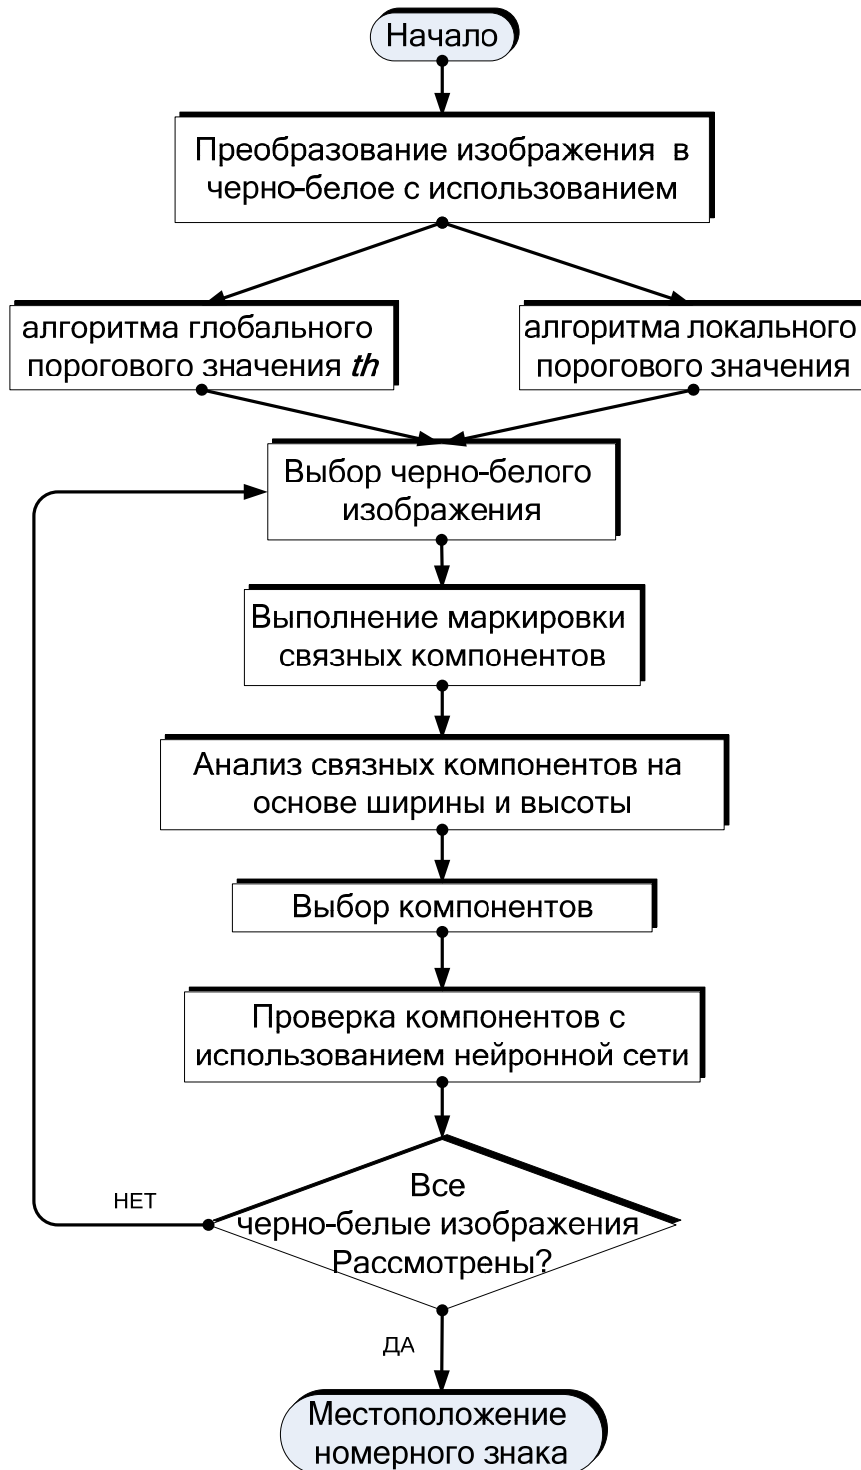 Начало
Преобразование изображения в
черно-белое с использованием
алгоритма глобального
порогового значения th
алгоритма локального
порогового значения
Выбор черно-белого
изображения
Выполнение маркировки
связных компонентов
Анализ связных компонентов на
основе ширины и высоты
Выбор компонентов
Проверка компонентов с
использованием нейронной сети
Все
черно-белые изображения
Рассмотрены?
НЕТ
ДА
Местоположение
номерного знака